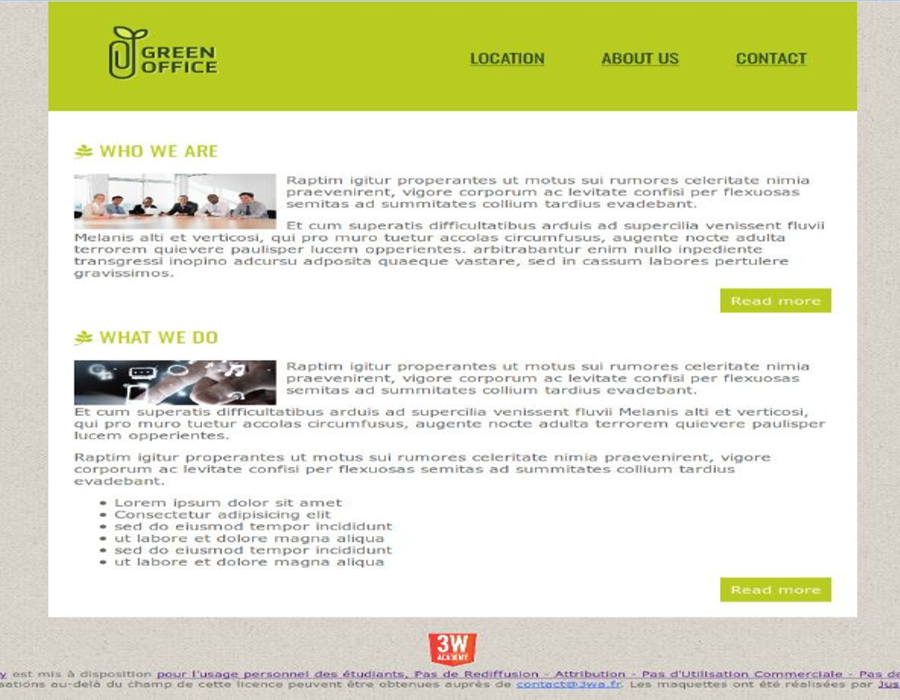 GREEN
OFFICE
LOCATION ABOUT US CONTACT
WHO WE ARE
Raptim igitur properantes ut motus sui rumores celeritate nimia
praevenirent, vigore corporum ac levitate confisi per flexuosas
semitas ad summitates collium tardius evadebant.
Et cum superatis difficultatibus arduis ad supercilia venissent fluvii
Melanis alti et verticosi, qui pro muro tuetur accolas circumfusus, augente nocte adulta
terrorem quievere paulisper lucem opperientes. arbitrabantur enim nullo inpediente
transgressi inopino adcursu adposita quaeque vastare, sed in cassum labores pertulere
gravissimos.
Read more
WHAT WE DO
Raptim igitur properantes ut motus sui rumores celeritate nimia
praevenirent, vigore corporum ac levitate confisi per flexuosas
semitas ad summitates collium tardius evadebant.
Et cum superatis difficultatibus arduis ad supercilia venissent fluvii Melanis alti et verticosi,
qui pro muro tuetur accolas circumfusus, augente nocte adulta terrorem quievere paulisper
lucem opperientes.
Raptim igitur properantes ut motus sui rumores celeritate nimia praevenirent, vigore
corporum ac levitate confisi per flexuosas semitas ad summitates collium tardius
evadebant.
• Lorem ipsum dolor sit amet
• Consectetur adipisicing elit
• sed do eiusmod tempor incididunt
• ut labore et dolore magna aliqua
• sed do eiusmod tempor incididunt
• ut labore et dolore magna aliqua
Read more
3W
ACADEMY
y est mis à disposition pour l'usage personnel des étudiants. Pas de Rediffusion - Attribution - Pas d'Utilisation Commerciale - Pas de
sations au-delà du champ de cette licence peuvent être obtenues auprès de contact@3wa.fr. Les maquettes ont été réalisées par Jus